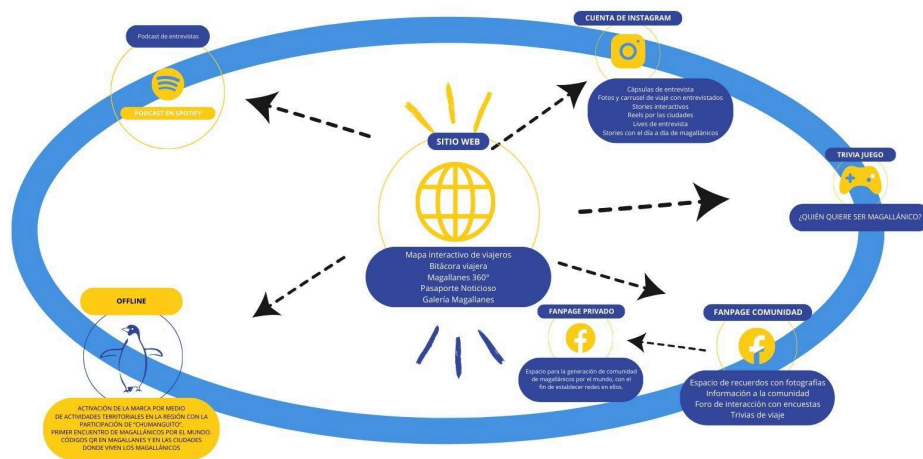 Podcast de entrevistas
PODCAST EN SPOTIFY
CUENTA DE INSTAGRAM
Cápsulas de entrevista
Fotos y carrusel de viaje con entrevistados
Stories interactivos
Reels por las ciudades
Lives de entrevista
Stories con el día a día de magallánicos
SITIO WEB
Mapa interactivo de viajeros
Bitácora viajera
Magallanes 360°
Pasaporte Noticioso
Galería Magallanes
TRIVIA JUEGO
¿QUIÉN QUIERE SER MAGALLÁNICO?
OFFLINE
ACTIVACIÓN DE LA MARCA POR MEDIO
DE ACTIVIDADES TERRITORIALES EN LA REGIÓN CON LA
PARTICIPACIÓN DE "CHUMANGUITO".
PRIMER ENCUENTRO DE MAGALLÁNICOS POR EL MUNDO.
CÓDIGOS QR EN MAGALLANES Y EN LAS CIUDADES
DONDE VIVEN LOS MAGALLÁNICOS
FANPAGE PRIVADO
Espacio para la generación de comunidad
de magallánicos por el mundo, con el
fin de establecer redes en ellos.
FANPAGE COMUNIDAD
Espacio de recuerdos con fotografías
Información a la comunidad
Foro de interacción con encuestas
Trivias de viaje